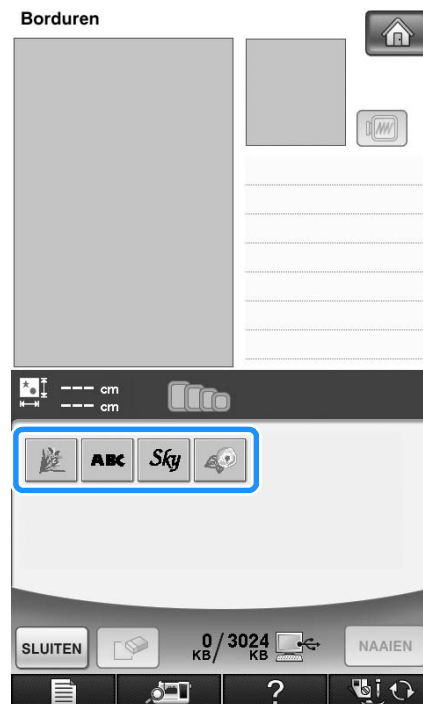 Borduren
--- cm
--- cm
ABC Sky
0 KB / 3024 KB
SLUITEN
NAAIEN
?